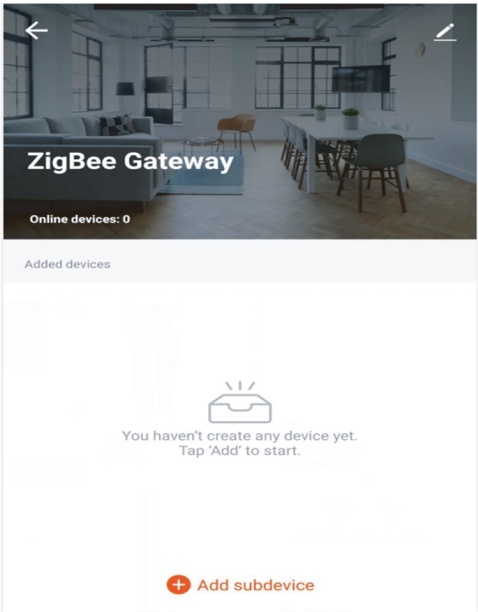 ZigBee Gateway
Online devices: 0
Added devices
You haven't create any device yet.
Tap 'Add' to start.
Add subdevice